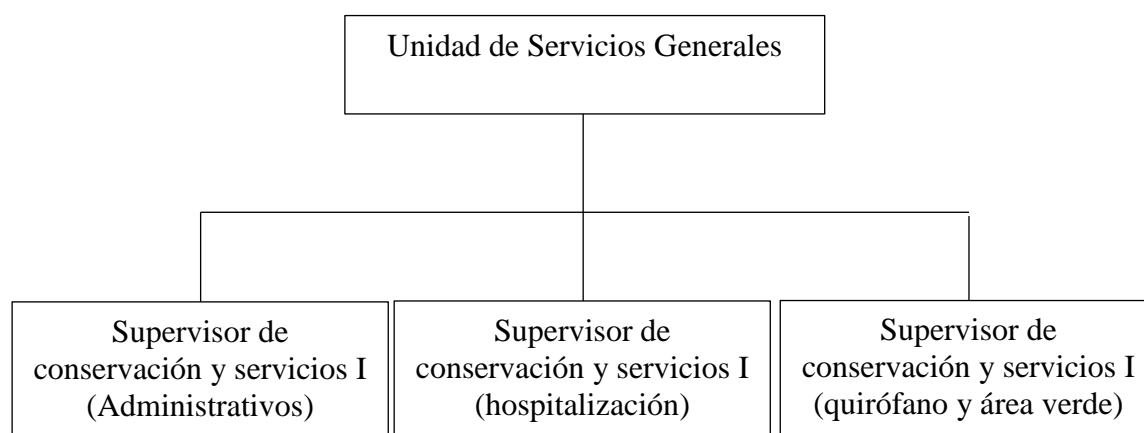 Unidad de Servicios Generales
Supervisor de
conservación y servicios I
(Administrativos)
Supervisor de
conservación y servicios I
(hospitalización)
Supervisor de
conservación y servicios I
(quirófano y área verde)